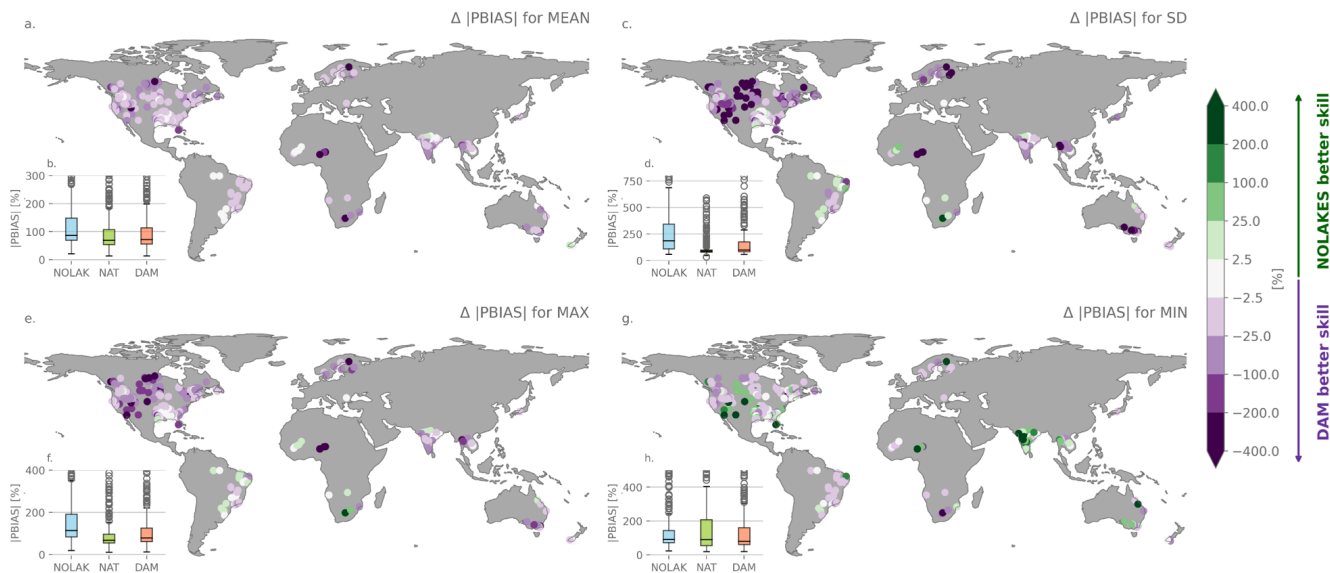 a.
Δ |PBIAS| for MEAN
b.
|PBIAS| [%]
300
200
100
0
NOLAK
NAT
DAM
c.
Δ |PBIAS| for SD
d.
|PBIAS| [%]
750
500
250
0
NOLAK
NAT
DAM
e.
Δ |PBIAS| for MAX
f.
|PBIAS| [%]
400
200
0
NOLAK
NAT
DAM
g.
Δ |PBIAS| for MIN
h.
|PBIAS| [%]
400
200
0
NOLAK
NAT
DAM
400.0
200.0
100.0
25.0
2.5
−2.5
−25.0
−100.0
−200.0
−400.0
[%]
NOLAKES better skill
DAM better skill